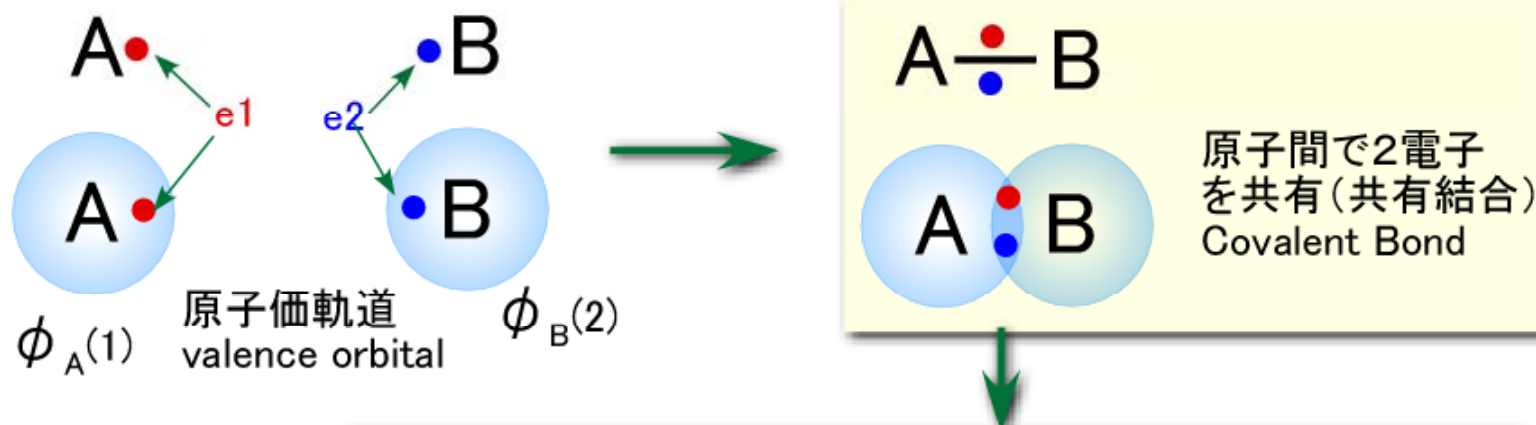 A B
e1 e2
A B
原子価軌道
valence orbital
φA(1) φB(2)
A B
A B
原子間で2電子
を共有(共有結合)
Covalent Bond